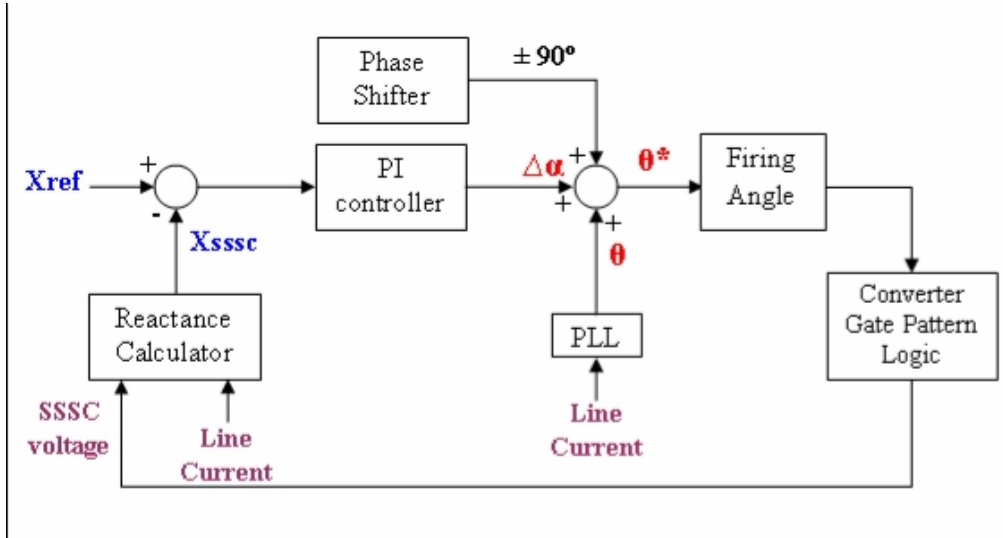 Phase
Shifter
± 90°
Xref
+
-
PI
controller
Δα
+
+
+
θ*
Firing
Angle
Xsssc
θ
Reactance
Calculator
PLL
Converter
Gate Pattern
Logic
SSSC
voltage
Line
Current
Line
Current